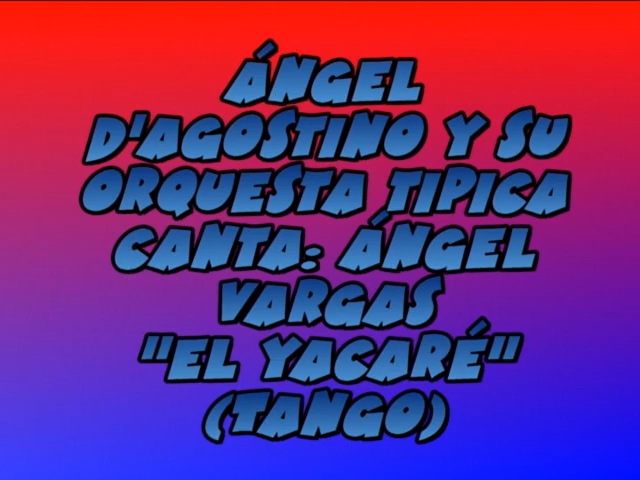 ÁNGEL
D'AGOSTINO Y SU
ORQUESTA TIPICA
CANTA: ÁNGEL
VARGAS
"EL YACARÉ"
(TANGO)